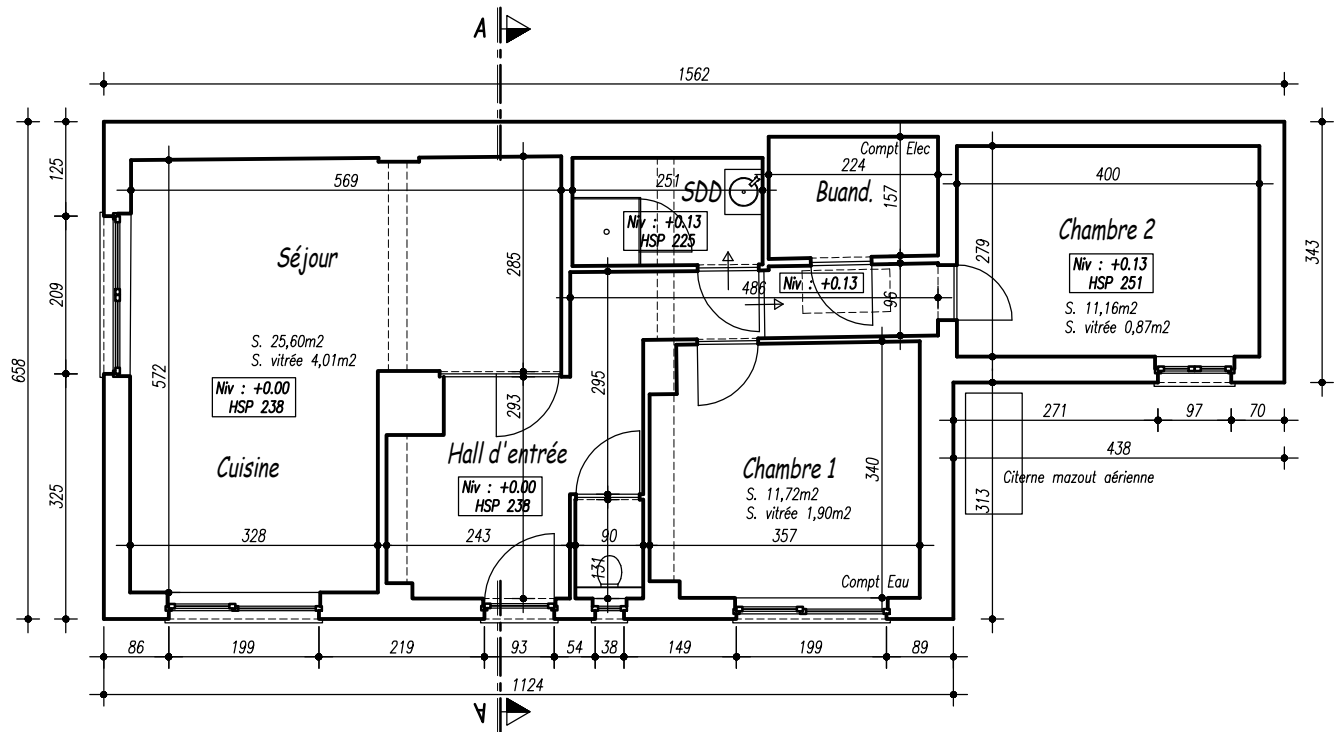 A
1562
658
125
209
325
343
569
251
SDD
Compt Elec
224
Buand.
157
400
Chambre 2
Niv : +0.13
HSP 251
S. 11,16m2
S. vitrée 0,87m2
279
Niv : +0.13
HSP 225
Séjour
285
486
Niv : +0.13
96
S. 25,60m2
S. vitrée 4,01m2
572
Niv : +0.00
HSP 238
293
295
271
97
70
438
Citerne mazout aérienne
313
Cuisine
Hall d'entrée
Niv : +0.00
HSP 238
Chambre 1
S. 11,72m2
S. vitrée 1,90m2
340
328
243
90
357
131
Compt Eau
86
199
219
93
54
38
149
199
89
1124
A